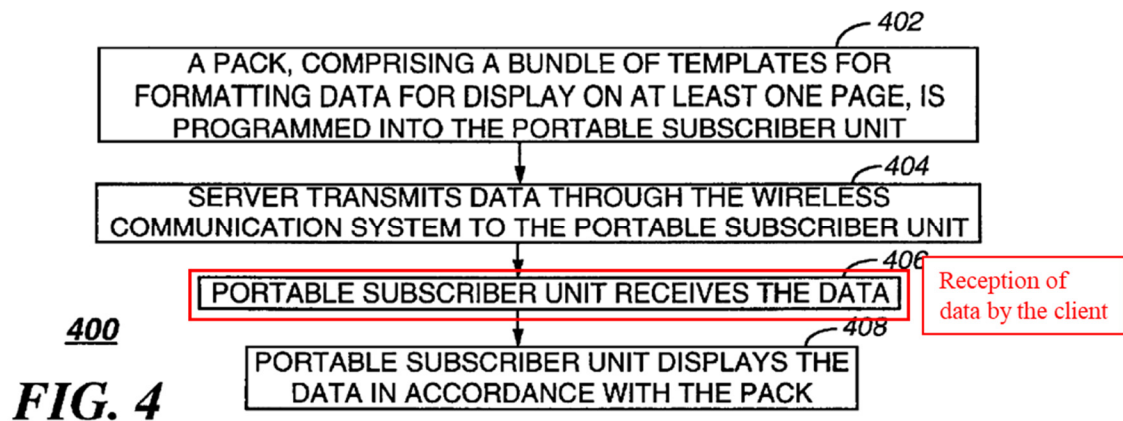 402
A PACK, COMPRISING A BUNDLE OF TEMPLATES FOR
FORMATTING DATA FOR DISPLAY ON AT LEAST ONE PAGE, IS
PROGRAMMED INTO THE PORTABLE SUBSCRIBER UNIT
404
SERVER TRANSMITS DATA THROUGH THE WIRELESS
COMMUNICATION SYSTEM TO THE PORTABLE SUBSCRIBER UNIT
406
PORTABLE SUBSCRIBER UNIT RECEIVES THE DATA
Reception of
data by the client
408
PORTABLE SUBSCRIBER UNIT DISPLAYS THE
DATA IN ACCORDANCE WITH THE PACK
400
FIG. 4